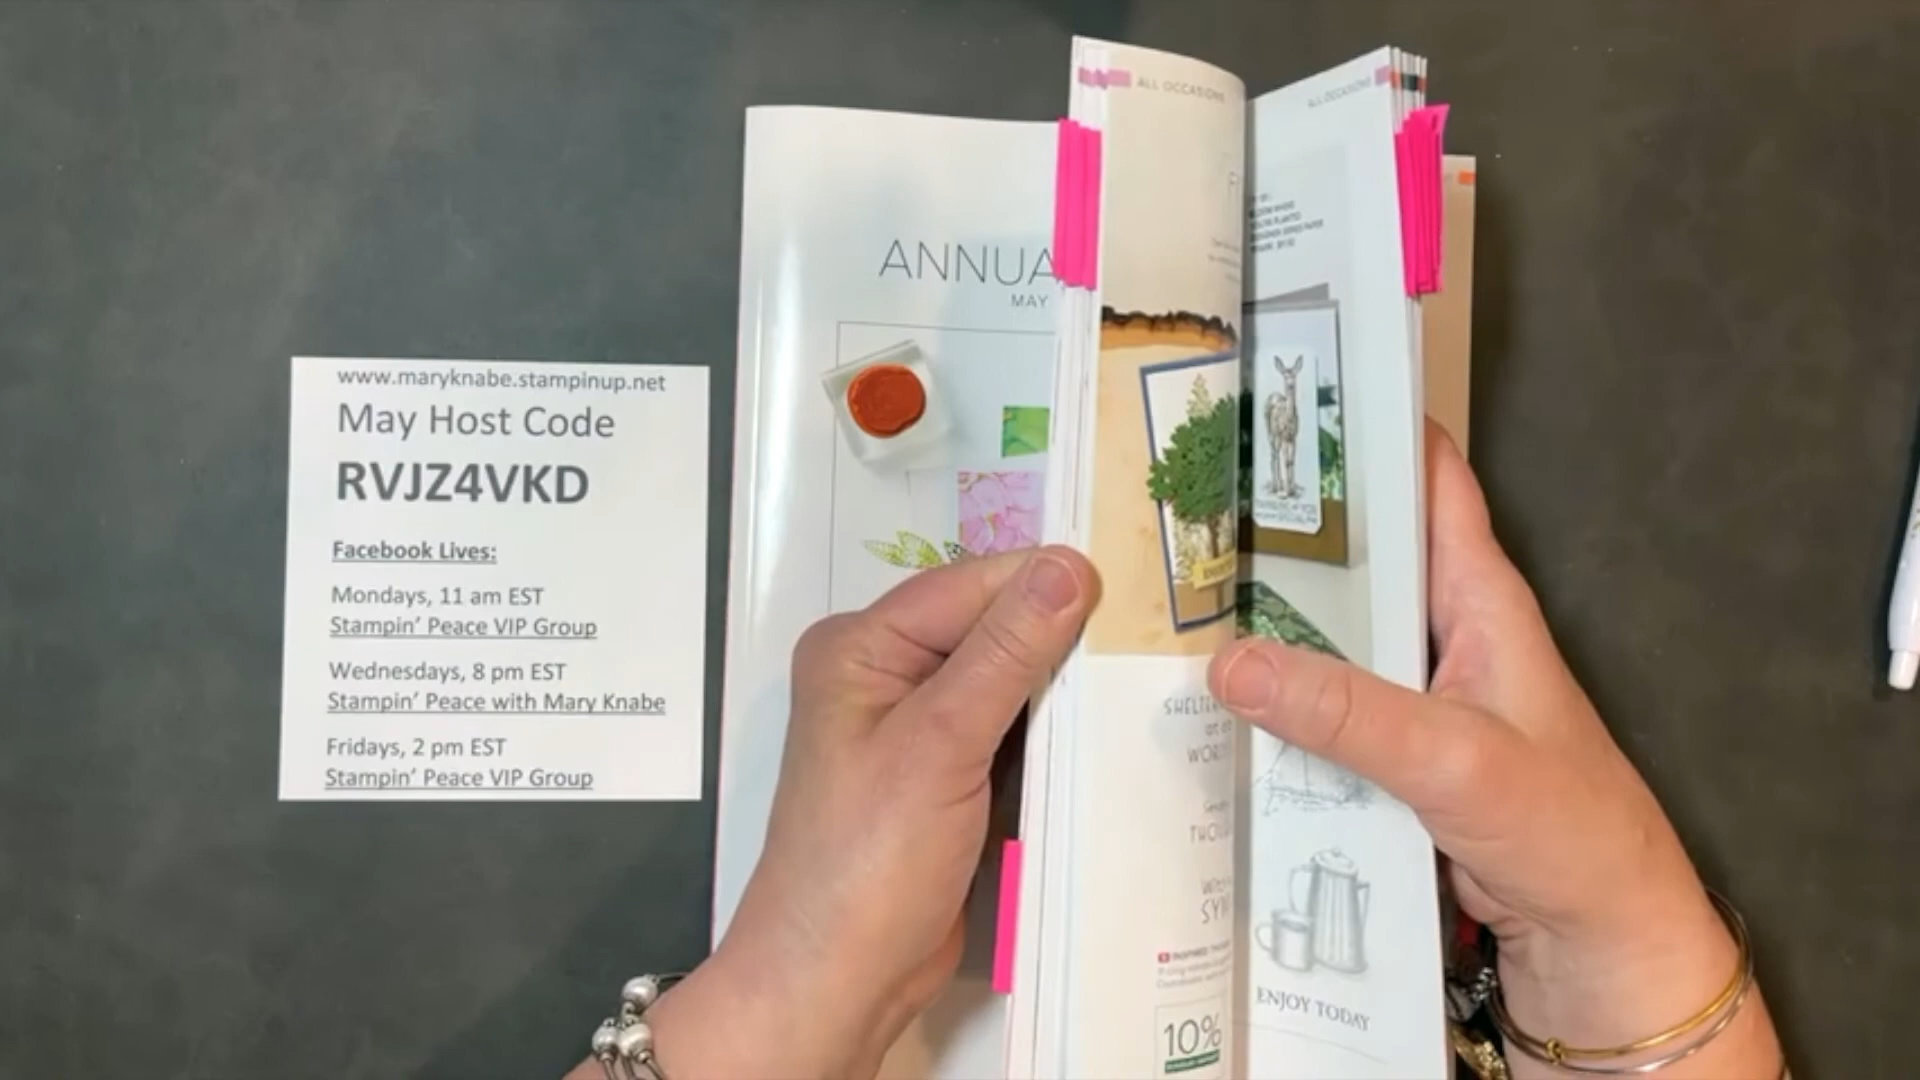 www.maryknabe.stampinup.net
May Host Code
RVJZ4VKD
Facebook Lives:
Mondays, 11 am EST
Stampin' Peace VIP Group
Wednesdays, 8 pm EST
Stampin' Peace with Mary Knabe
Fridays, 2 pm EST
Stampin' Peace VIP Group
ANNUA
MAY
ALL OCCASIONS
10%
ALL OCCASIONS
ENJOY TODAY